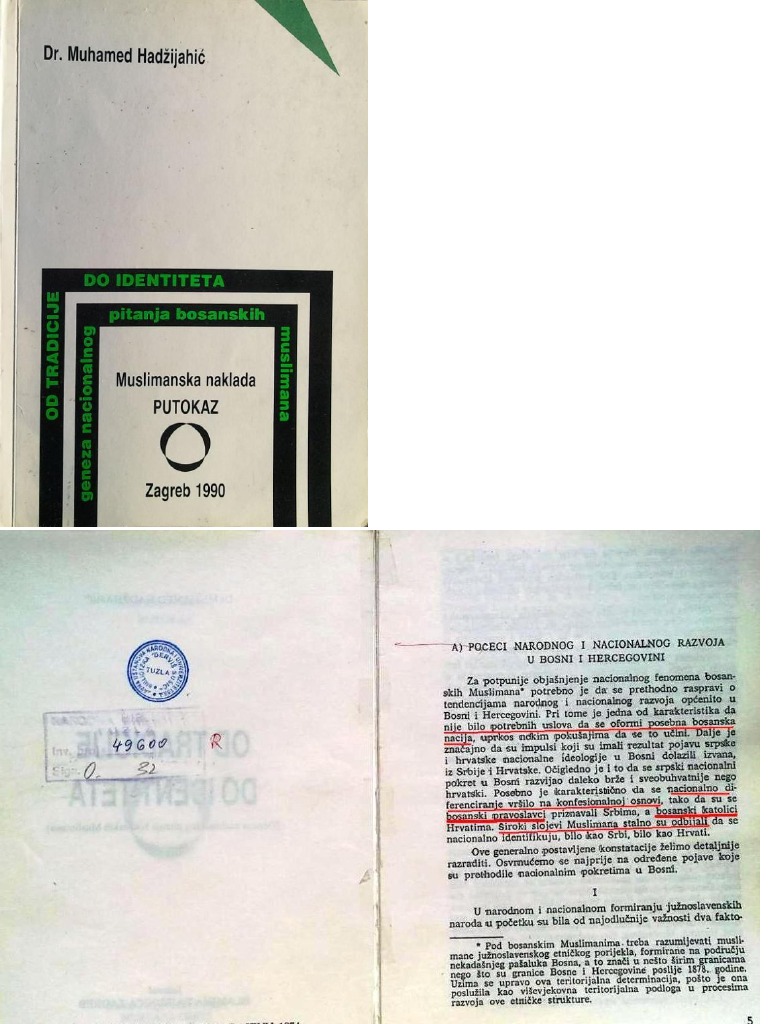 Dr. Muhamed Hadžijahić
OD TRADICIJE
DO IDENTITETA
geneza nacionalnog
pitanja bosanskih
muslimana
Muslimanska naklada
PUTOKAZ
Zagreb 1990
TUZLA
Inv.
49600
R
Sign. O.
32
A) POČECI NARODNOG I NACIONALNOG RAZVOJA
U BOSNI I HERCEGOVINI
Za potpunije objašnjenje nacionalnog fenomena bosan-
skih Muslimana* potrebno je da se prethodno raspravi o
tendencijama narodnog i nacionalnog razvoja općenito u
Bosni i Hercegovini. Pri tome je jedna od karakteristika da
nije bilo potrebnih uslova da se oformi posebna bosanska
nacija, uprkos nekim pokušajima da se to učini. Dalje je
značajno da su impulsi koji su imali rezultat pojavu srpske
i hrvatske nacionalne ideologije u Bosni dolazili izvana,
iz Srbije i Hrvatske. Očigledno je i to da se srpski nacionalni
pokret u Bosni razvijao daleko brže i sveobuhvatnije nego
hrvatski. Posebno je karakteristično da se nacionalno di-
ferenciranje vršilo na konfesionalnoj osnovi, tako da su se
bosanski pravoslavci priznavali Srbima, a bosanski katolici
Hrvatima. Široki slojevi Muslimana stalno su odbijali da se
nacionalno identifikuju, bilo kao Srbi, bilo kao Hrvati.
Ove generalno postavljene konstatacije želimo detaljnije
razraditi. Osvrnućemo se najprije na određene pojave koje
su prethodile nacionalnim pokretima u Bosni.
I
U narodnom i nacionalnom formiranju južnoslavenskih
naroda u početku su bila od najodlučnije važnosti dva fakto-
* Pod bosanskim Muslimanima treba razumljevati musli-
mane južnoslavenskog etničkog porijekla, formirane na području
nekadašnjeg pašaluka Bosna, a to znači u nešto širim granicama
nego što su granice Bosne i Hercegovine poslije 1878. godine.
Uzima se upravo ova teritorijalna determinacija, pošto je ona
poslužila kao viševjekovna teritorijalna podloga u procesima
razvoja ove etničke strukture.
5